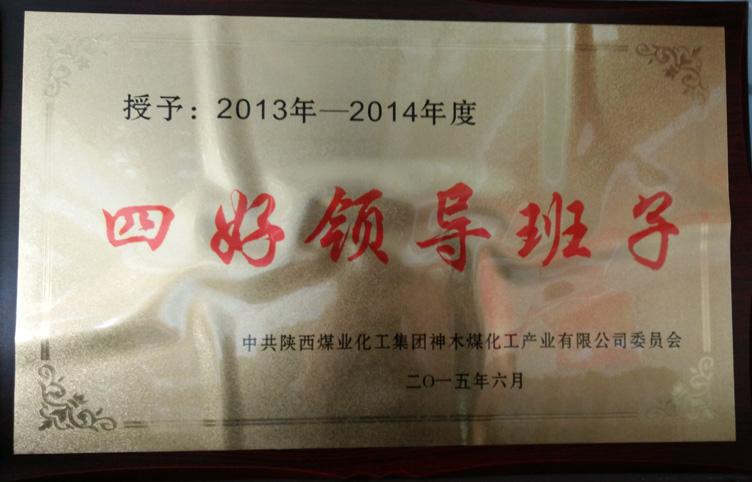 授予：2013年—2014年度
四好领导班子
中共陕西煤业化工集团神木煤化工产业有限公司委员会
二〇一五年六月